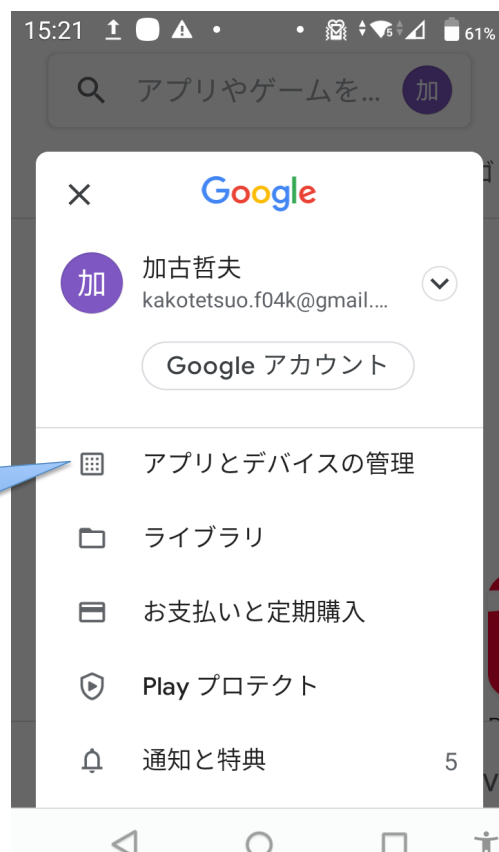 15:21 61%
アプリやゲームを... 加
Google
加 加古哲夫
kakotetsuo.f04k@gmail....
Google アカウント
アプリとデバイスの管理
ライブラリ
お支払いと定期購入
Play プロテクト
通知と特典 5